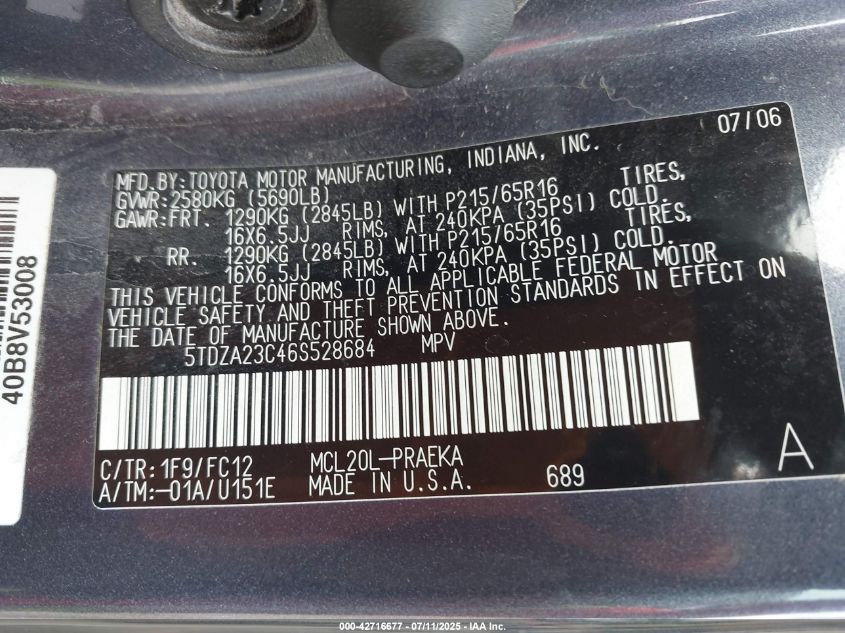 07/06
MFD.BY:TOYOTA MOTOR MANUFACTURING, INDIANA, INC.
GVWR:2580KG (5690LB)
GAWR:FRT. 1290KG (2845LB) WITH P215/65R16 TIRES,
16X6.5JJ RIMS, AT 240KPA (35PSI) COLD.
RR. 1290KG (2845LB) WITH P215/65R16 TIRES,
16X6.5JJ RIMS, AT 240KPA (35PSI) COLD.
THIS VEHICLE CONFORMS TO ALL APPLICABLE FEDERAL MOTOR
VEHICLE SAFETY AND THEFT PREVENTION STANDARDS IN EFFECT ON
THE DATE OF MANUFACTURE SHOWN ABOVE.
5TDZA23C46S528684 MPV
C/TR:1F9/FC12 MCL20L-PRAEKA
A/TM:-01A/U151E MADE IN U.S.A. 689
A
40B8V53008
000-42716677 - 07/11/2025 - IAA Inc.